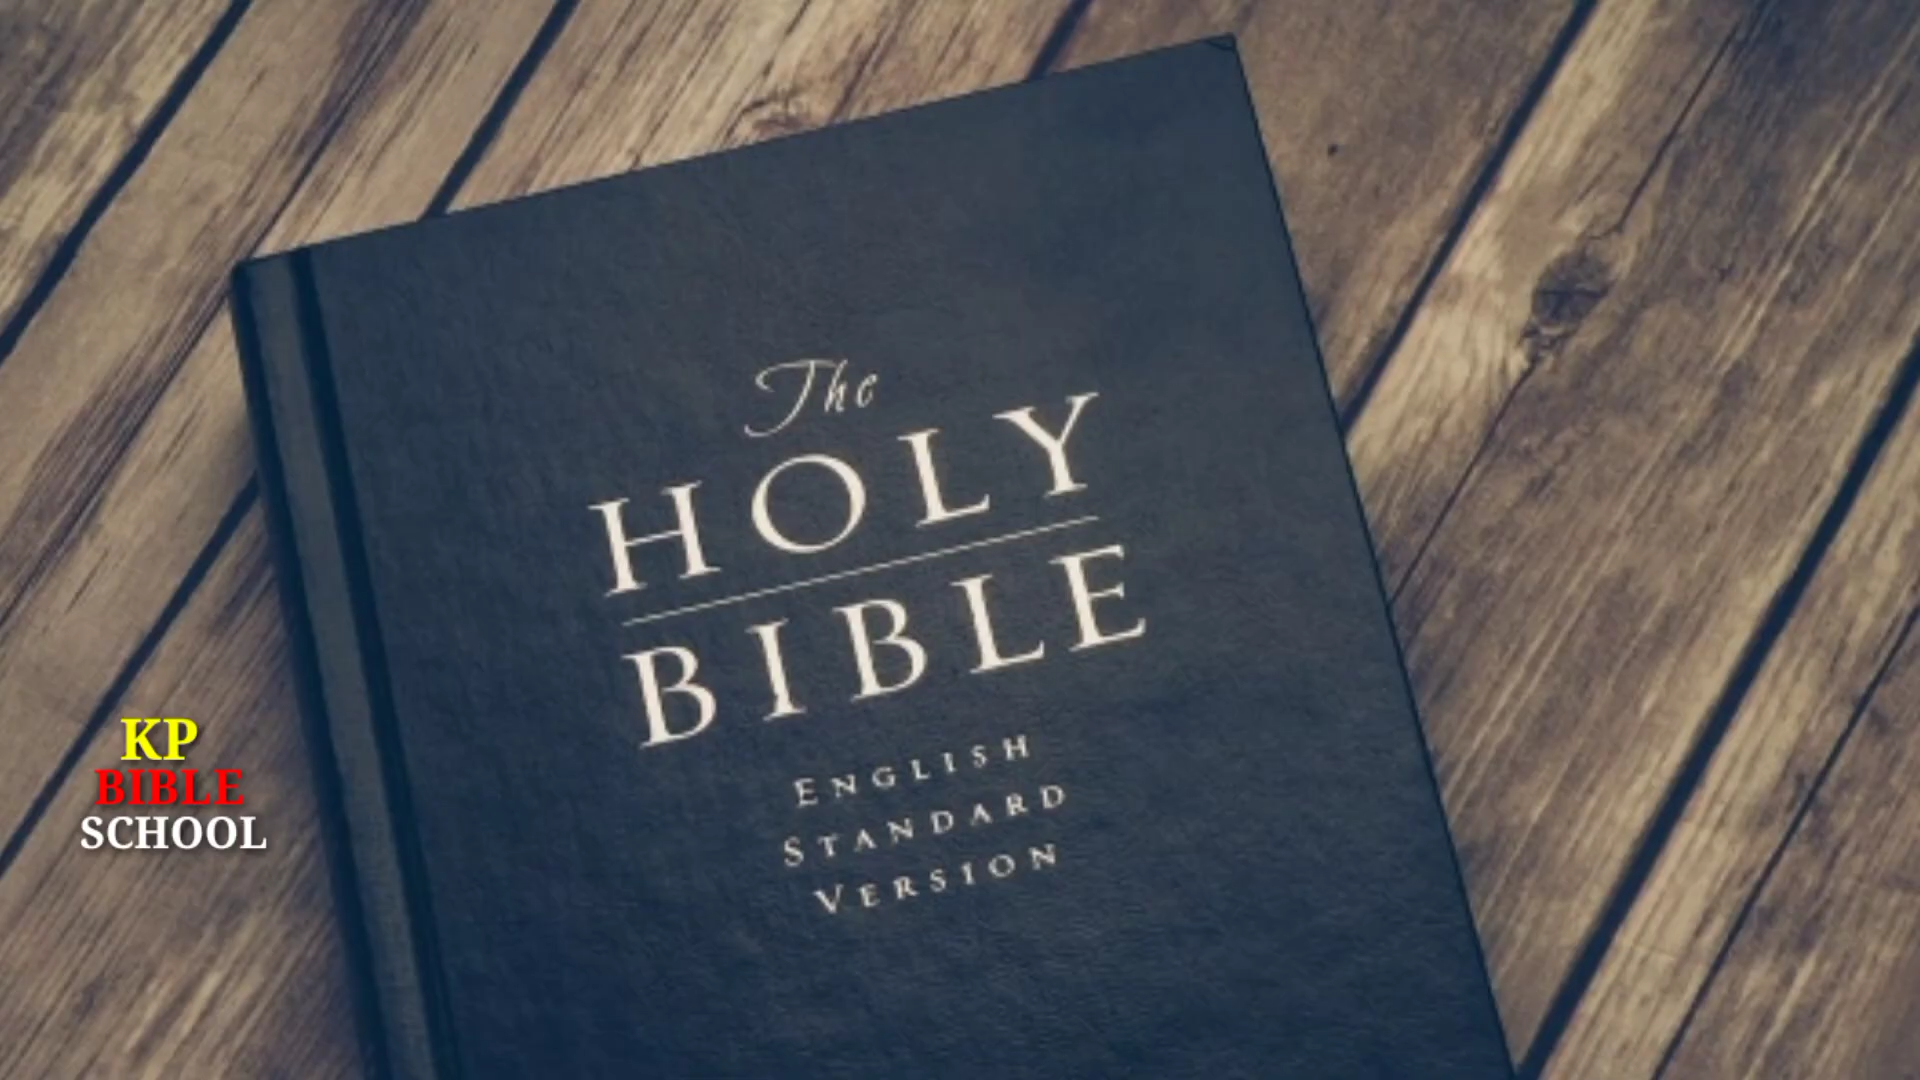 The
HOLY
BIBLE
ENGLISH
STANDARD
VERSION
KP
BIBLE
SCHOOL